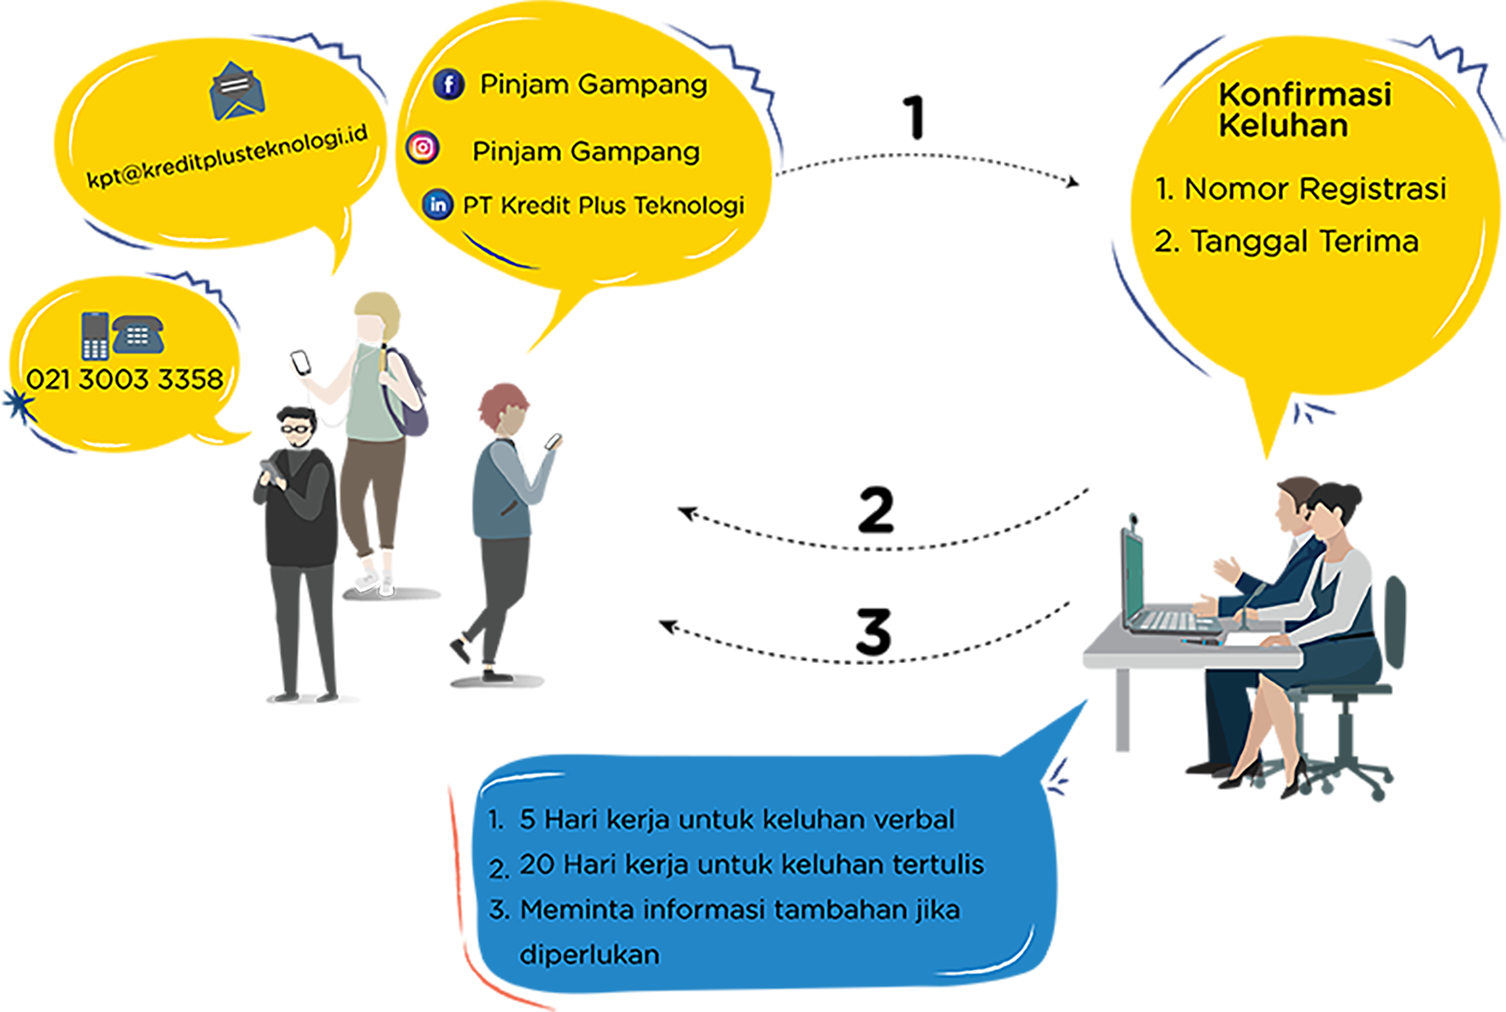 kpt@kreditplusteknologi.id
Pinjam Gampang
Pinjam Gampang
PT Kredit Plus Teknologi
021 3003 3358
1
Konfirmasi
Keluhan
1. Nomor Registrasi
2. Tanggal Terima
2
3
1. 5 Hari kerja untuk keluhan verbal
2. 20 Hari kerja untuk keluhan tertulis
3. Meminta informasi tambahan jika
diperlukan